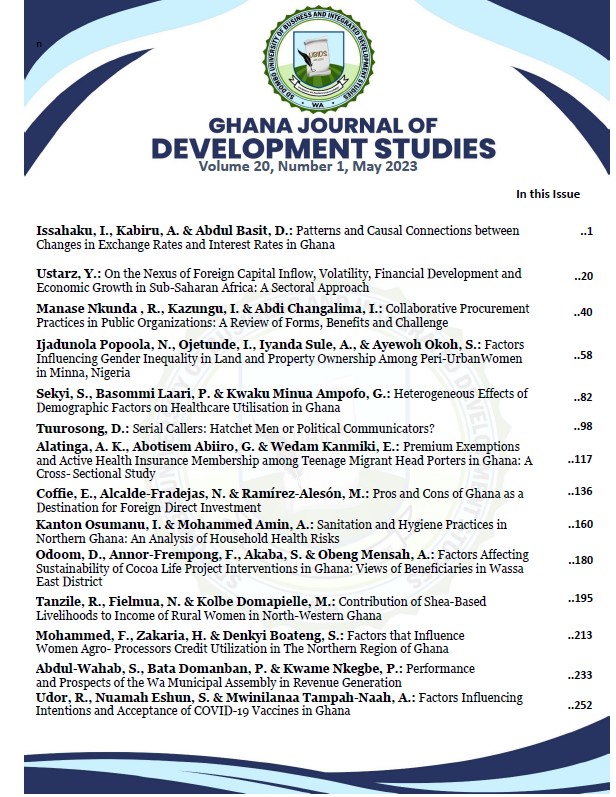 n
SD DOMBO UNIVERSITY OF BUSINESS AND INTEGRATED DEVELOPMENT STUDIES
UBIDS
WA
GHANA JOURNAL OF
DEVELOPMENT STUDIES
Volume 20, Number 1, May 2023
In this Issue
Issahaku, I., Kabiru, A. & Abdul Basit, D.: Patterns and Causal Connections between ..1
Changes in Exchange Rates and Interest Rates in Ghana
Ustarz, Y.: On the Nexus of Foreign Capital Inflow, Volatility, Financial Development and ..20
Economic Growth in Sub-Saharan Africa: A Sectoral Approach
Manase Nkunda , R., Kazungu, I. & Abdi Changalima, I.: Collaborative Procurement ..40
Practices in Public Organizations: A Review of Forms, Benefits and Challenge
Ijadunola Popoola, N., Ojetunde, I., Iyanda Sule, A., & Ayewoh Okoh, S.: Factors
Influencing Gender Inequality in Land and Property Ownership Among Peri-UrbanWomen ..58
in Minna, Nigeria
Sekyi, S., Basommi Laari, P. & Kwaku Minua Ampofo, G.: Heterogeneous Effects of ..82
Demographic Factors on Healthcare Utilisation in Ghana
Tuurosong, D.: Serial Callers: Hatchet Men or Political Communicators? ..98
Alatinga, A. K., Abotisem Abiiro, G. & Wedam Kanmiki, E.: Premium Exemptions
and Active Health Insurance Membership among Teenage Migrant Head Porters in Ghana: A ..117
Cross- Sectional Study
Coffie, E., Alcalde-Fradejas, N. & Ramírez-Alesón, M.: Pros and Cons of Ghana as a ..136
Destination for Foreign Direct Investment
Kanton Osumanu, I. & Mohammed Amin, A.: Sanitation and Hygiene Practices in ..160
Northern Ghana: An Analysis of Household Health Risks
Odoom, D., Annor-Frempong, F., Akaba, S. & Obeng Mensah, A.: Factors Affecting
Sustainability of Cocoa Life Project Interventions in Ghana: Views of Beneficiaries in Wassa ..180
East District
Tanzile, R., Fielmua, N. & Kolbe Domapielle, M.: Contribution of Shea-Based ..195
Livelihoods to Income of Rural Women in North-Western Ghana
Mohammed, F., Zakaria, H. & Denkyi Boateng, S.: Factors that Influence ..213
Women Agro- Processors Credit Utilization in The Northern Region of Ghana
Abdul-Wahab, S., Bata Domanban, P. & Kwame Nkegbe, P.: Performance ..233
and Prospects of the Wa Municipal Assembly in Revenue Generation
Udor, R., Nuamah Eshun, S. & Mwinilanaa Tampah-Naah, A.: Factors Influencing ..252
Intentions and Acceptance of COVID-19 Vaccines in Ghana